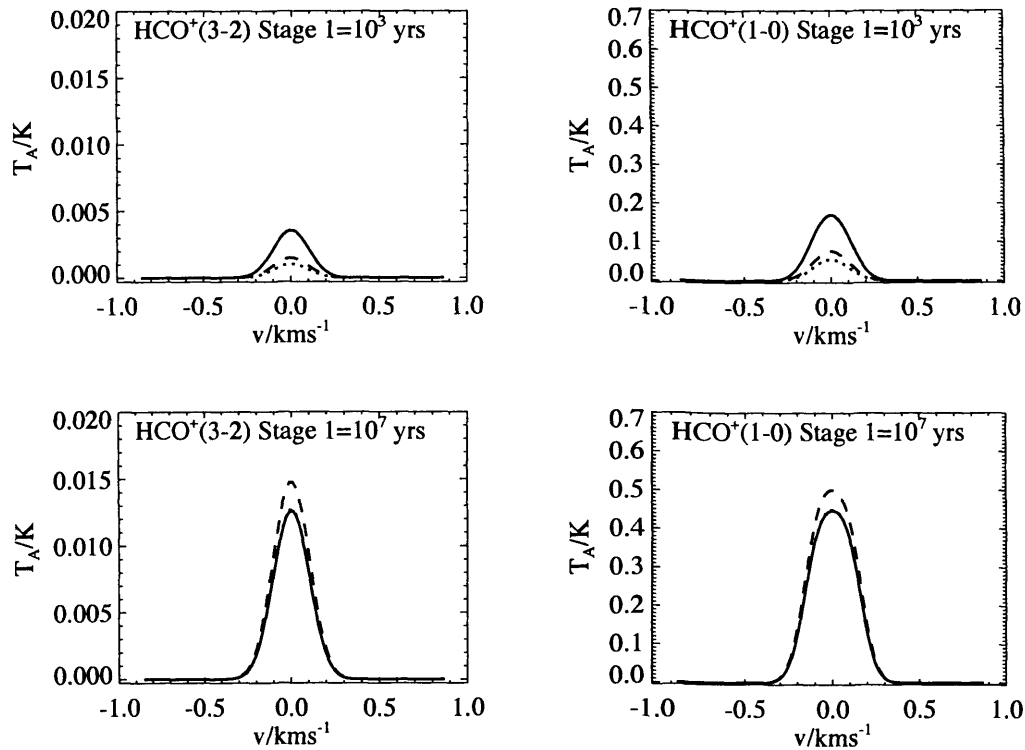 HCO⁺(3-2) Stage 1=10³ yrs
0.020
0.015
0.010
0.005
0.000
T_A/K
-1.0 -0.5 0.0 0.5 1.0
v/kms⁻¹
HCO⁺(1-0) Stage 1=10³ yrs
0.7
0.6
0.5
0.4
0.3
0.2
0.1
0.0
T_A/K
-1.0 -0.5 0.0 0.5 1.0
v/kms⁻¹
HCO⁺(3-2) Stage 1=10⁷ yrs
0.020
0.015
0.010
0.005
0.000
T_A/K
-1.0 -0.5 0.0 0.5 1.0
v/kms⁻¹
HCO⁺(1-0) Stage 1=10⁷ yrs
0.7
0.6
0.5
0.4
0.3
0.2
0.1
0.0
T_A/K
-1.0 -0.5 0.0 0.5 1.0
v/kms⁻¹